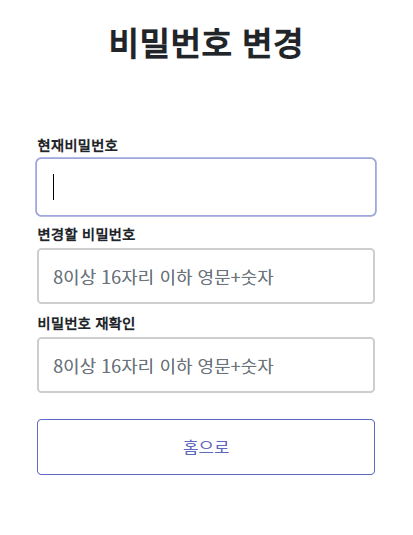 비밀번호 변경
현재비밀번호
변경할 비밀번호
8이상 16자리 이하 영문+숫자
비밀번호 재확인
8이상 16자리 이하 영문+숫자
홈으로